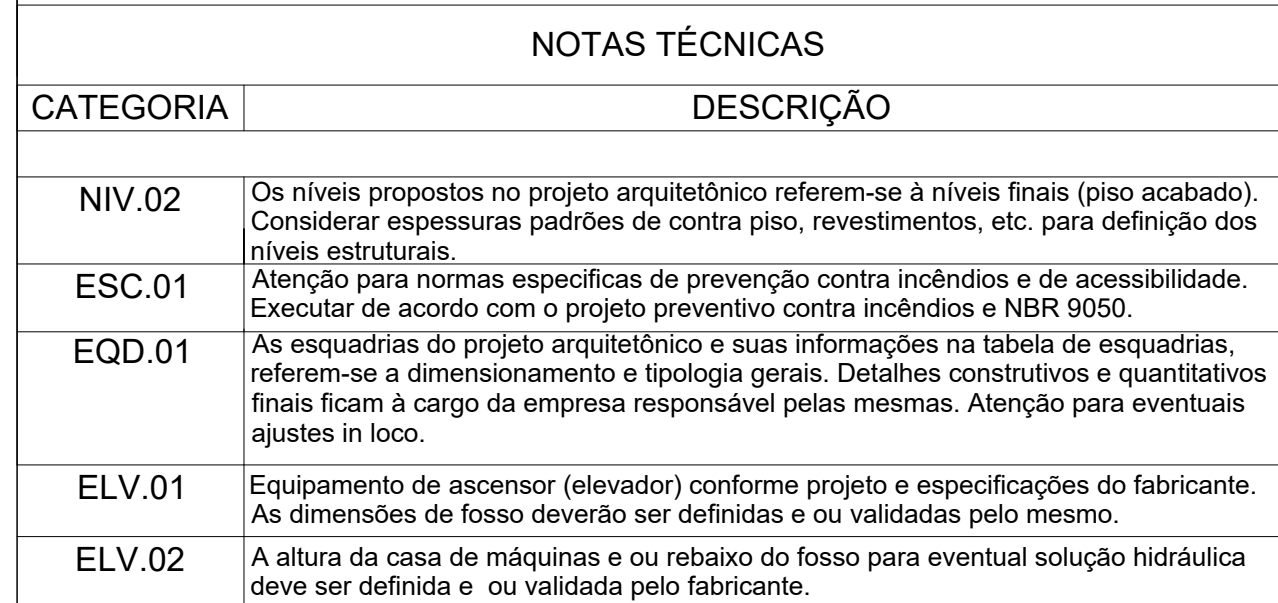 NOTAS TÉCNICAS
CATEGORIA DESCRIÇÃO
NIV.02 Os níveis propostos no projeto arquitetônico referem-se à níveis finais (piso acabado).
Considerar espessuras padrões de contra piso, revestimentos, etc. para definição dos
níveis estruturais.
ESC.01 Atenção para normas especificas de prevenção contra incêndios e de acessibilidade.
Executar de acordo com o projeto preventivo contra incêndios e NBR 9050.
EQD.01 As esquadrias do projeto arquitetônico e suas informações na tabela de esquadrias,
referem-se a dimensionamento e tipologia gerais. Detalhes construtivos e quantitativos
finais ficam à cargo da empresa responsável pelas mesmas. Atenção para eventuais
ajustes in loco.
ELV.01 Equipamento de ascensor (elevador) conforme projeto e especificações do fabricante.
As dimensões de fosso deverão ser definidas e ou validadas pelo mesmo.
ELV.02 A altura da casa de máquinas e ou rebaixo do fosso para eventual solução hidráulica
deve ser definida e  ou validada pelo fabricante.